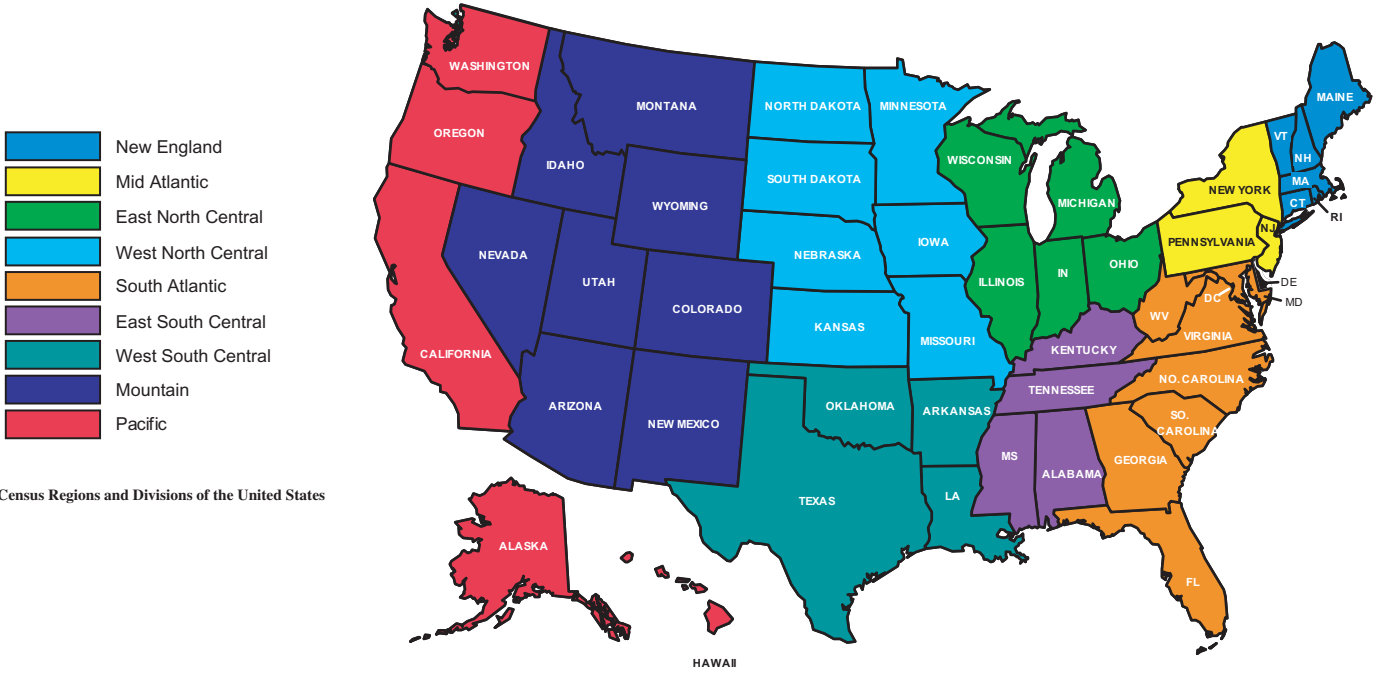 New England
Mid Atlantic
East North Central
West North Central
South Atlantic
East South Central
West South Central
Mountain
Pacific
Census Regions and Divisions of the United States
WASHINGTON
OREGON
CALIFORNIA
NEVADA
IDAHO
MONTANA
WYOMING
UTAH
COLORADO
ARIZONA
NEW MEXICO
NORTH DAKOTA
SOUTH DAKOTA
NEBRASKA
KANSAS
MINNESOTA
IOWA
MISSOURI
OKLAHOMA
TEXAS
ARKANSAS
LA
WISCONSIN
MICHIGAN
ILLINOIS
IN
OHIO
KENTUCKY
TENNESSEE
MS
ALABAMA
GEORGIA
FL
SO.
CAROLINA
NO. CAROLINA
VIRGINIA
WV
DC
MD
DE
PENNSYLVANIA
NJ
NEW YORK
CT
RI
MA
VT
NH
MAINE
ALASKA
HAWAII